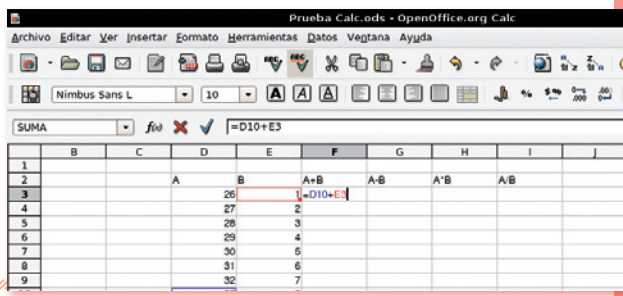 Prueba Calc.ods - OpenOffice.org Calc
Archivo Editar Ver Insertar Formato Herramientas Datos Ventana Ayuda
Nimbus Sans L 10 A A A
SUMA f(x) =D10+E3
B C D E F G H I J
1
2 A B A+B A-B A*B A/B
3 26 1 =D10+E3
4 27 2
5 28 3
6 29 4
7 30 5
8 31 6
9 32 7